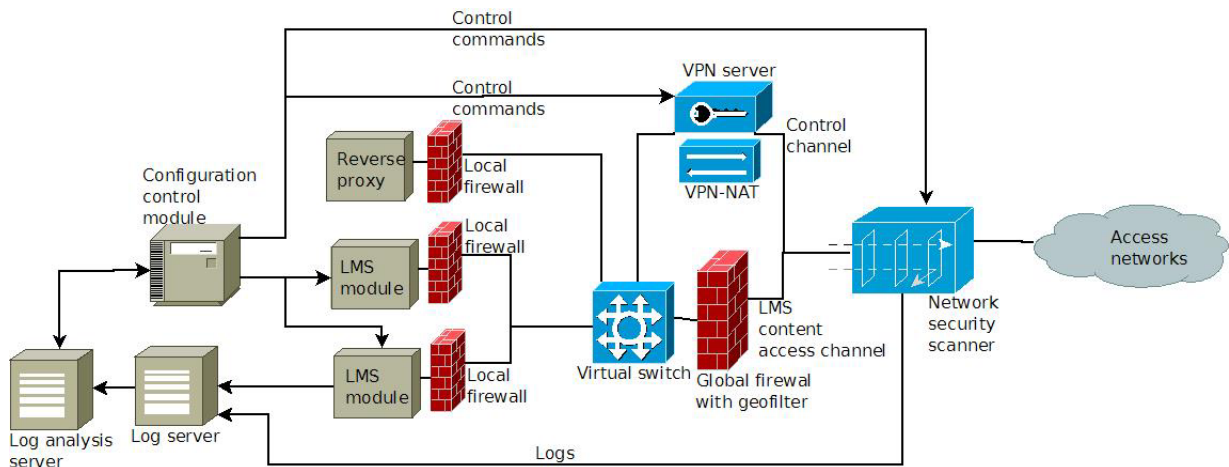 Control
commands
VPN server
Control
commands
Control
channel
Reverse
proxy
Local
firewall
VPN-NAT
Configuration
control
module
Local
firewall
LMS
module
Access
networks
Network
security
scanner
LMS
content
access channel
Virtual switch
Global firewal
with geofilter
LMS
module
Local
firewall
Log analysis
server
Log server
Logs